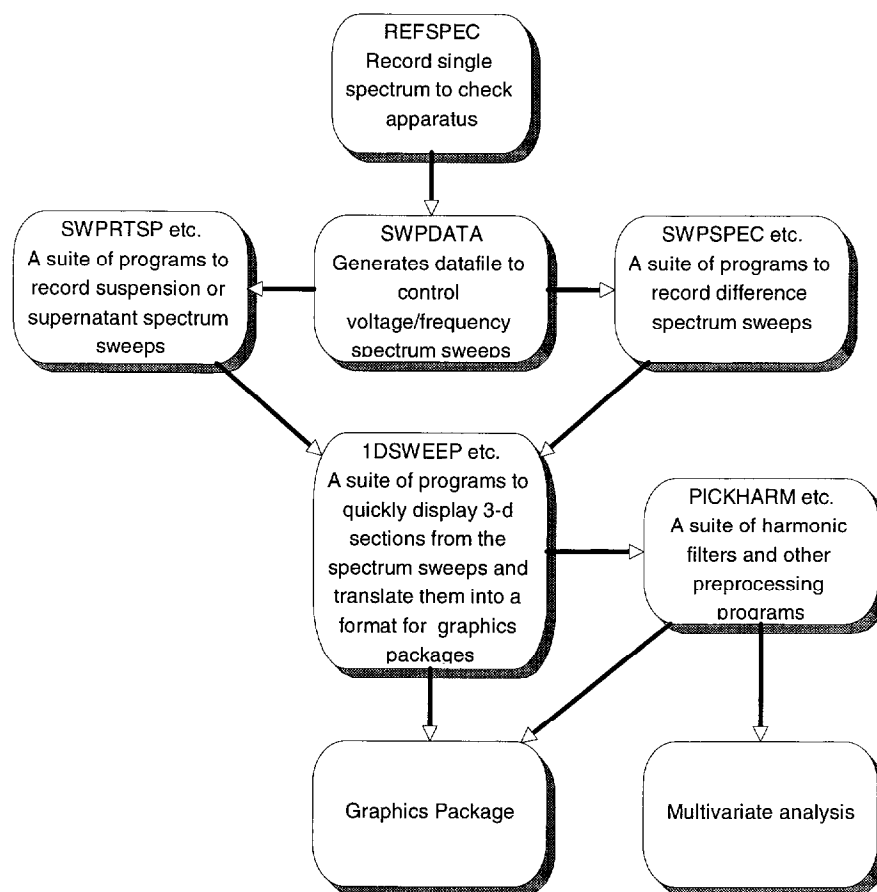 REFSPEC
Record single
spectrum to check
apparatus
SWPRTSP etc.
A suite of programs to
record suspension or
supernatant spectrum
sweeps
SWPDATA
Generates datafile to
control
voltage/frequency
spectrum sweeps
SWPSPEC etc.
A suite of programs to
record difference
spectrum sweeps
1DSWEEP etc.
A suite of programs to
quickly display 3-d
sections from the
spectrum sweeps and
translate them into a
format for graphics
packages
PICKHARM etc.
A suite of harmonic
filters and other
preprocessing
programs
Graphics Package
Multivariate analysis